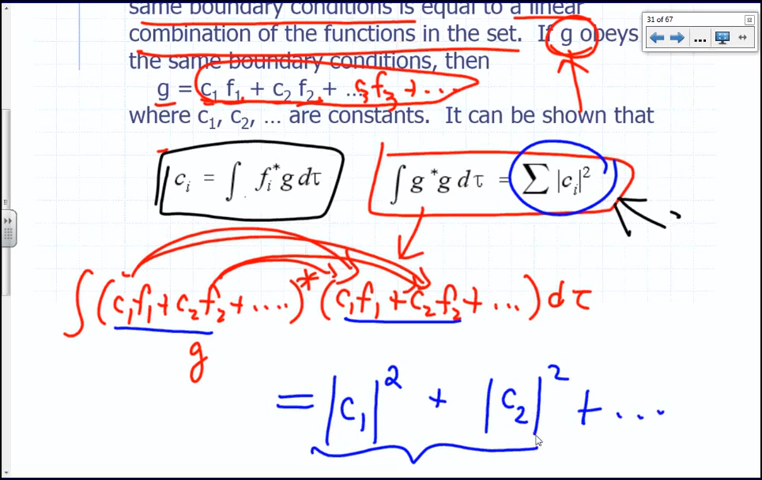 same boundary conditions is equal to a linear
combination of the functions in the set. If g obeys
the same boundary conditions, then
g = c₁ f₁ + c₂ f₂ + ... c₃f₃ + ...
where c₁, c₂, ... are constants. It can be shown that
cᵢ = ∫ fᵢ* g dτ
∫ g *g dτ = ∑ |cᵢ|²
∫ (c₁f₁ + c₂f₂ + ....)* (c₁f₁ + c₂f₂ + ...) dτ
g
= |c₁|² + |c₂|² + ...
31 of 67
...